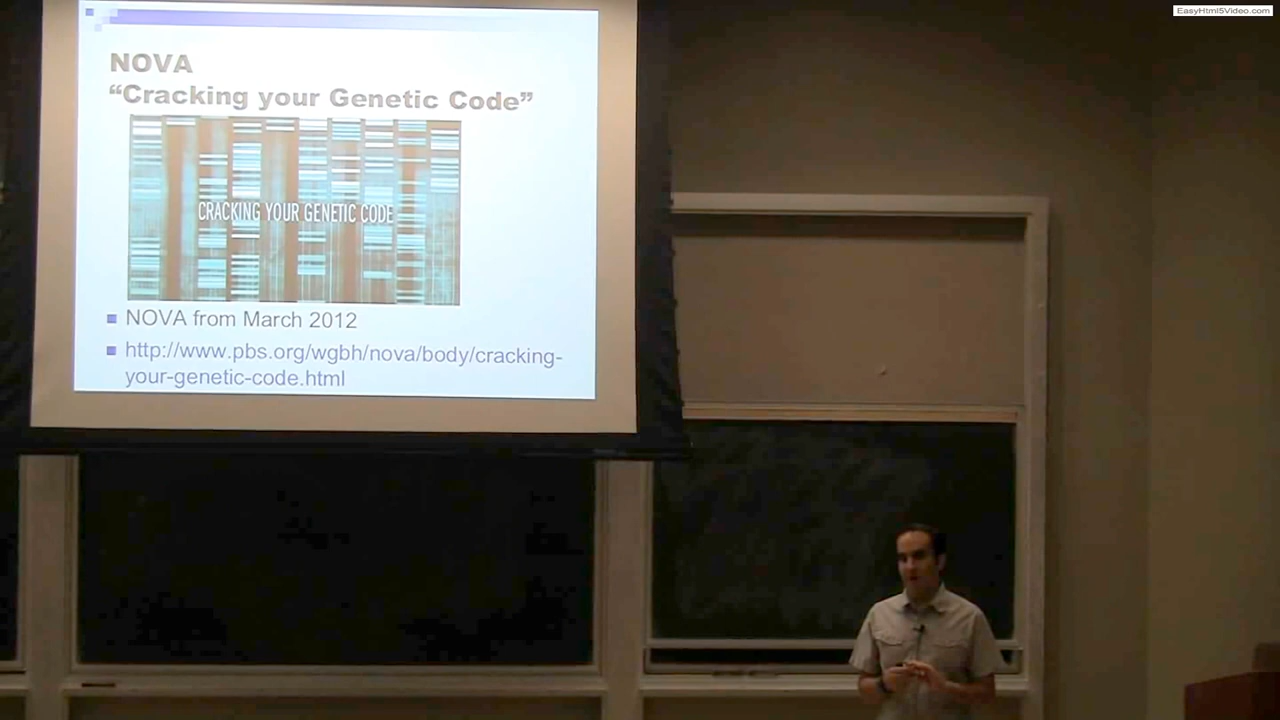 EasyHtml5Video.com
NOVA
“Cracking your Genetic Code”
CRACKING YOUR GENETIC CODE
NOVA from March 2012
http://www.pbs.org/wgbh/nova/body/cracking-
your-genetic-code.html